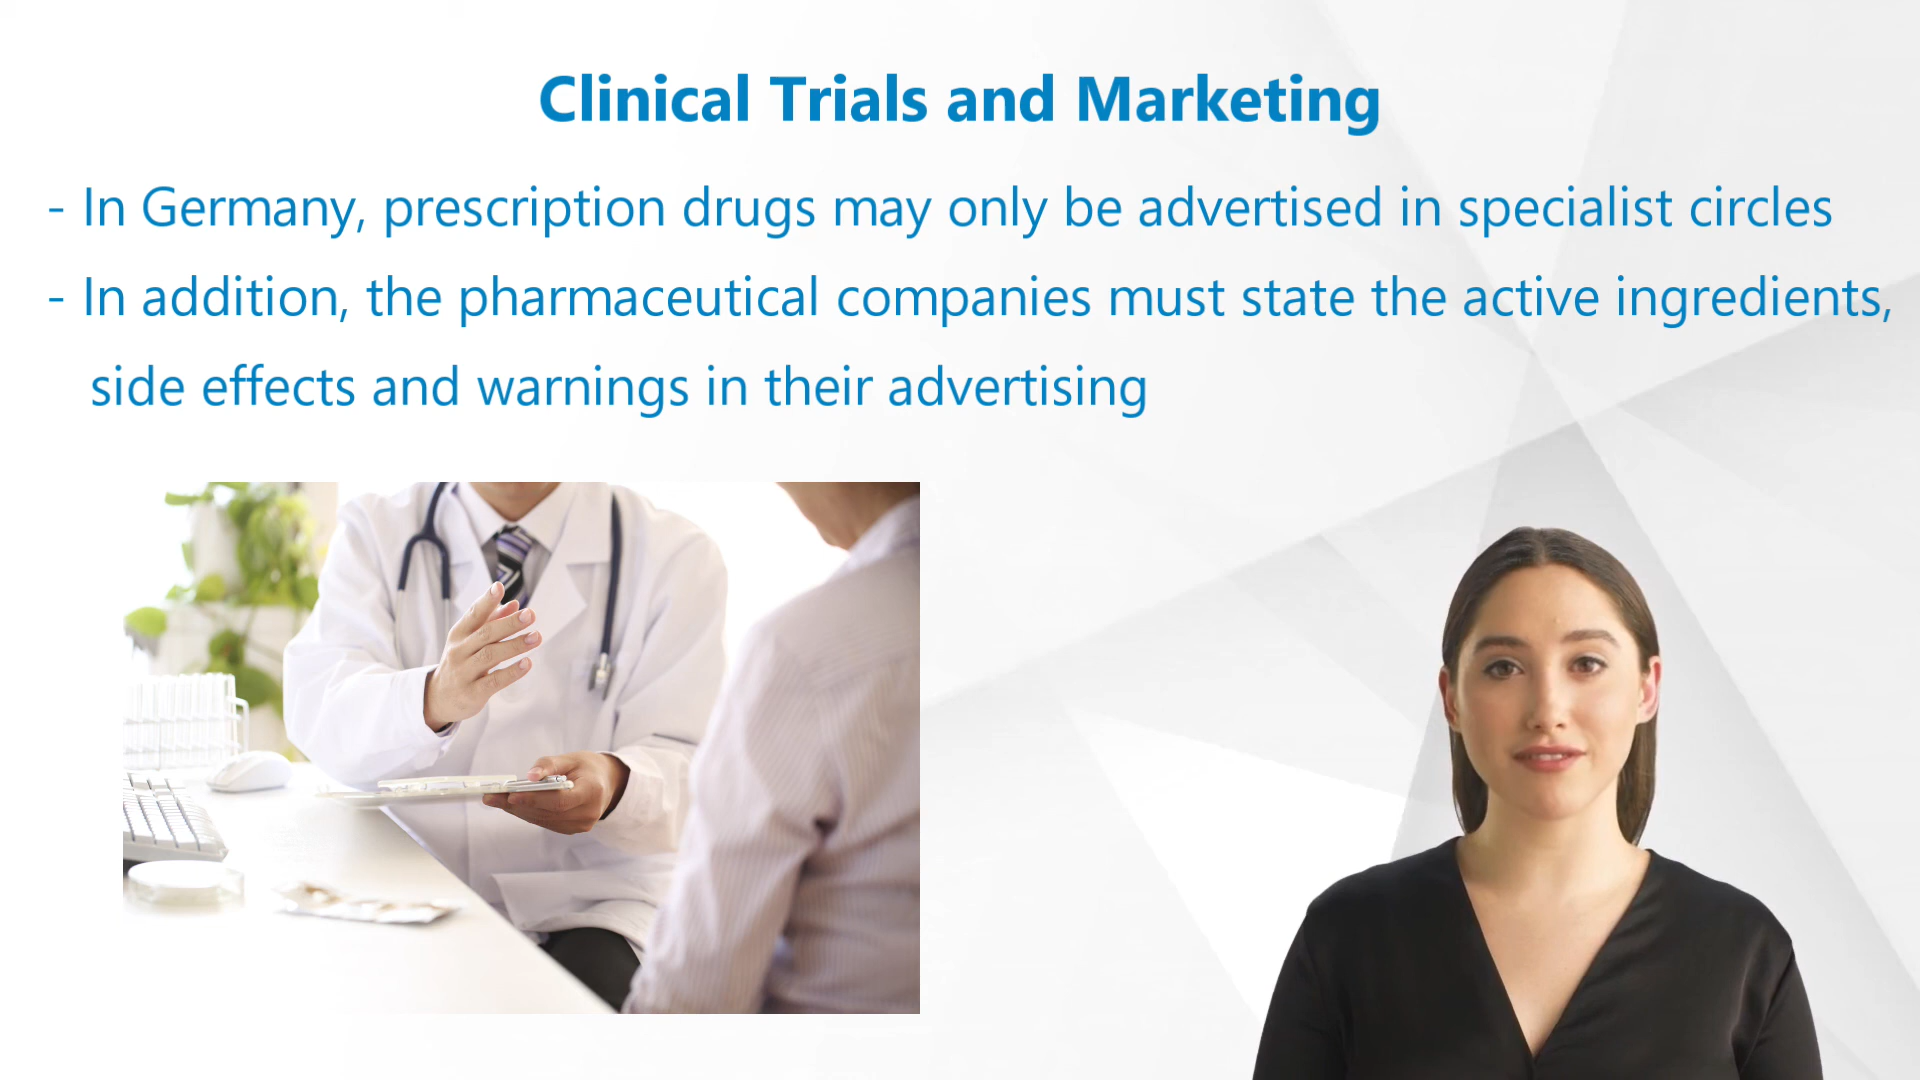 Clinical Trials and Marketing
- In Germany, prescription drugs may only be advertised in specialist circles
- In addition, the pharmaceutical companies must state the active ingredients,
side effects and warnings in their advertising